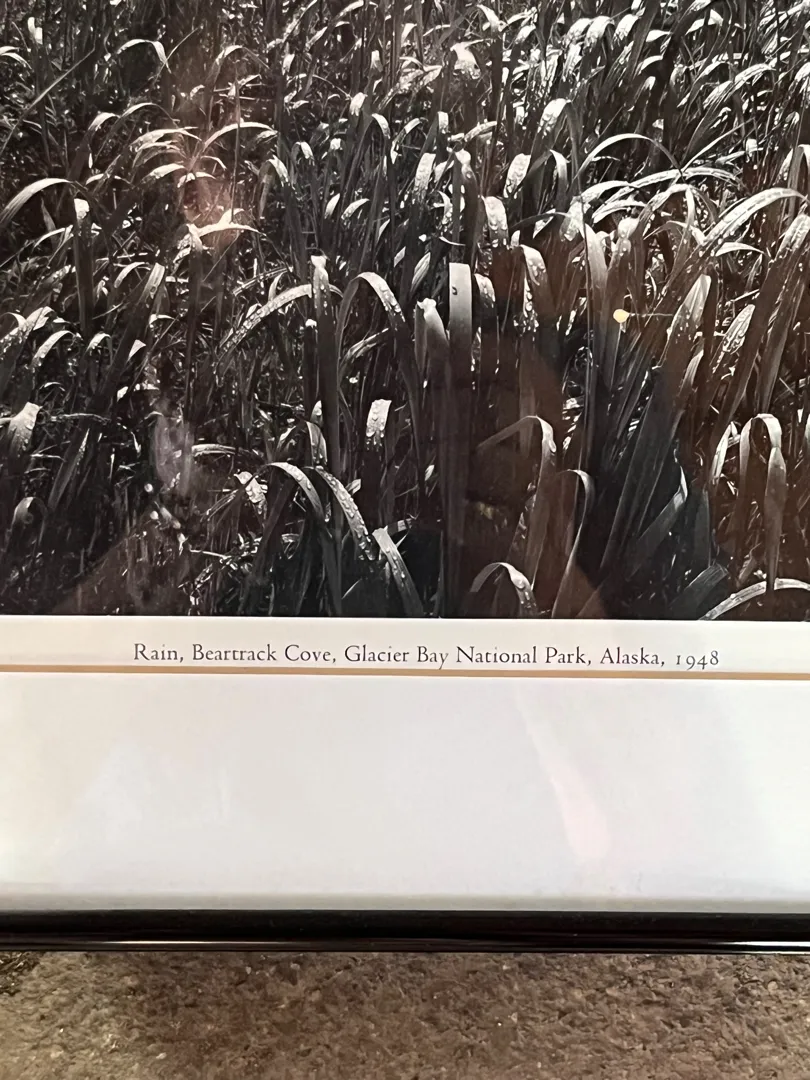 Rain, Beartrack Cove, Glacier Bay National Park, Alaska, 1948